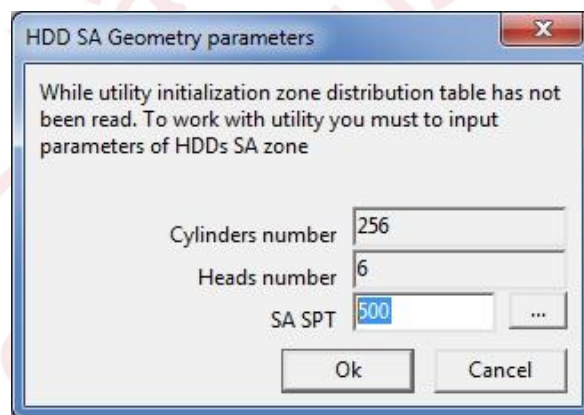 HDD SA Geometry parameters
While utility initialization zone distribution table has not
been read. To work with utility you must to input
parameters of HDDs SA zone
Cylinders number 256
Heads number 6
SA SPT 500 ...
Ok Cancel